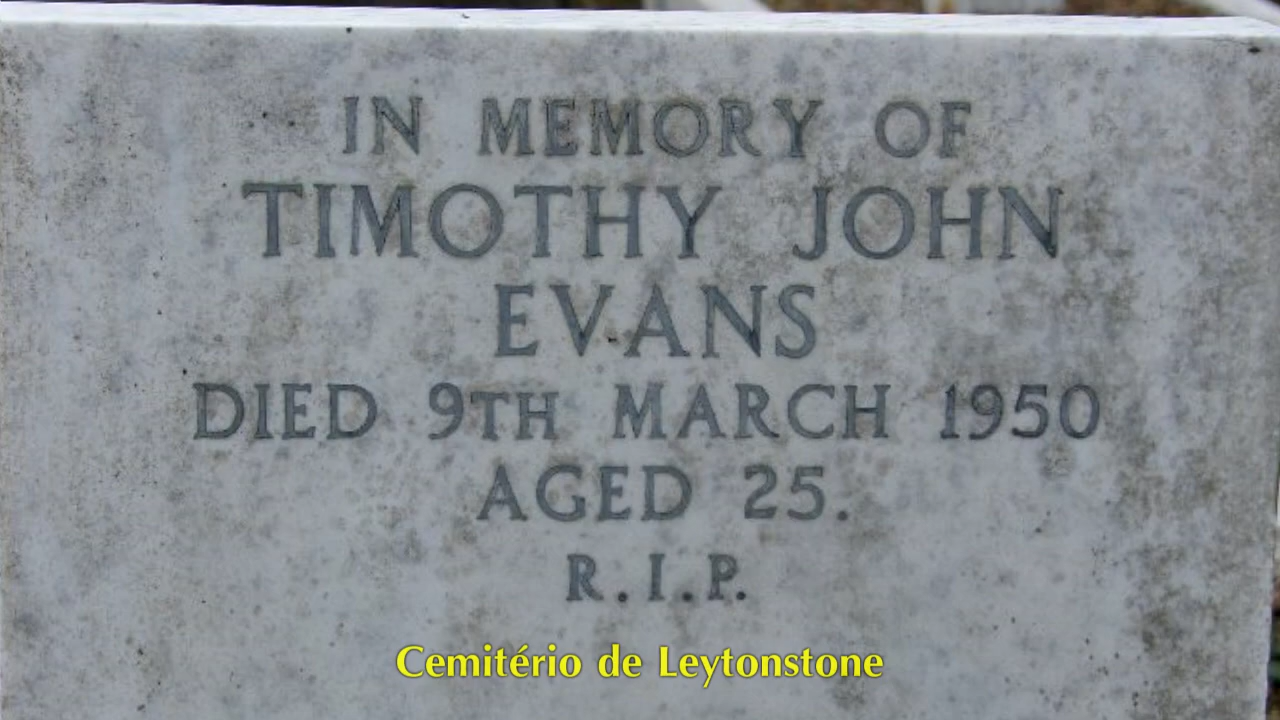 IN MEMORY OF
TIMOTHY JOHN
EVANS
DIED 9TH MARCH 1950
AGED 25.
R.I.P.
Cemitério de Leytonstone